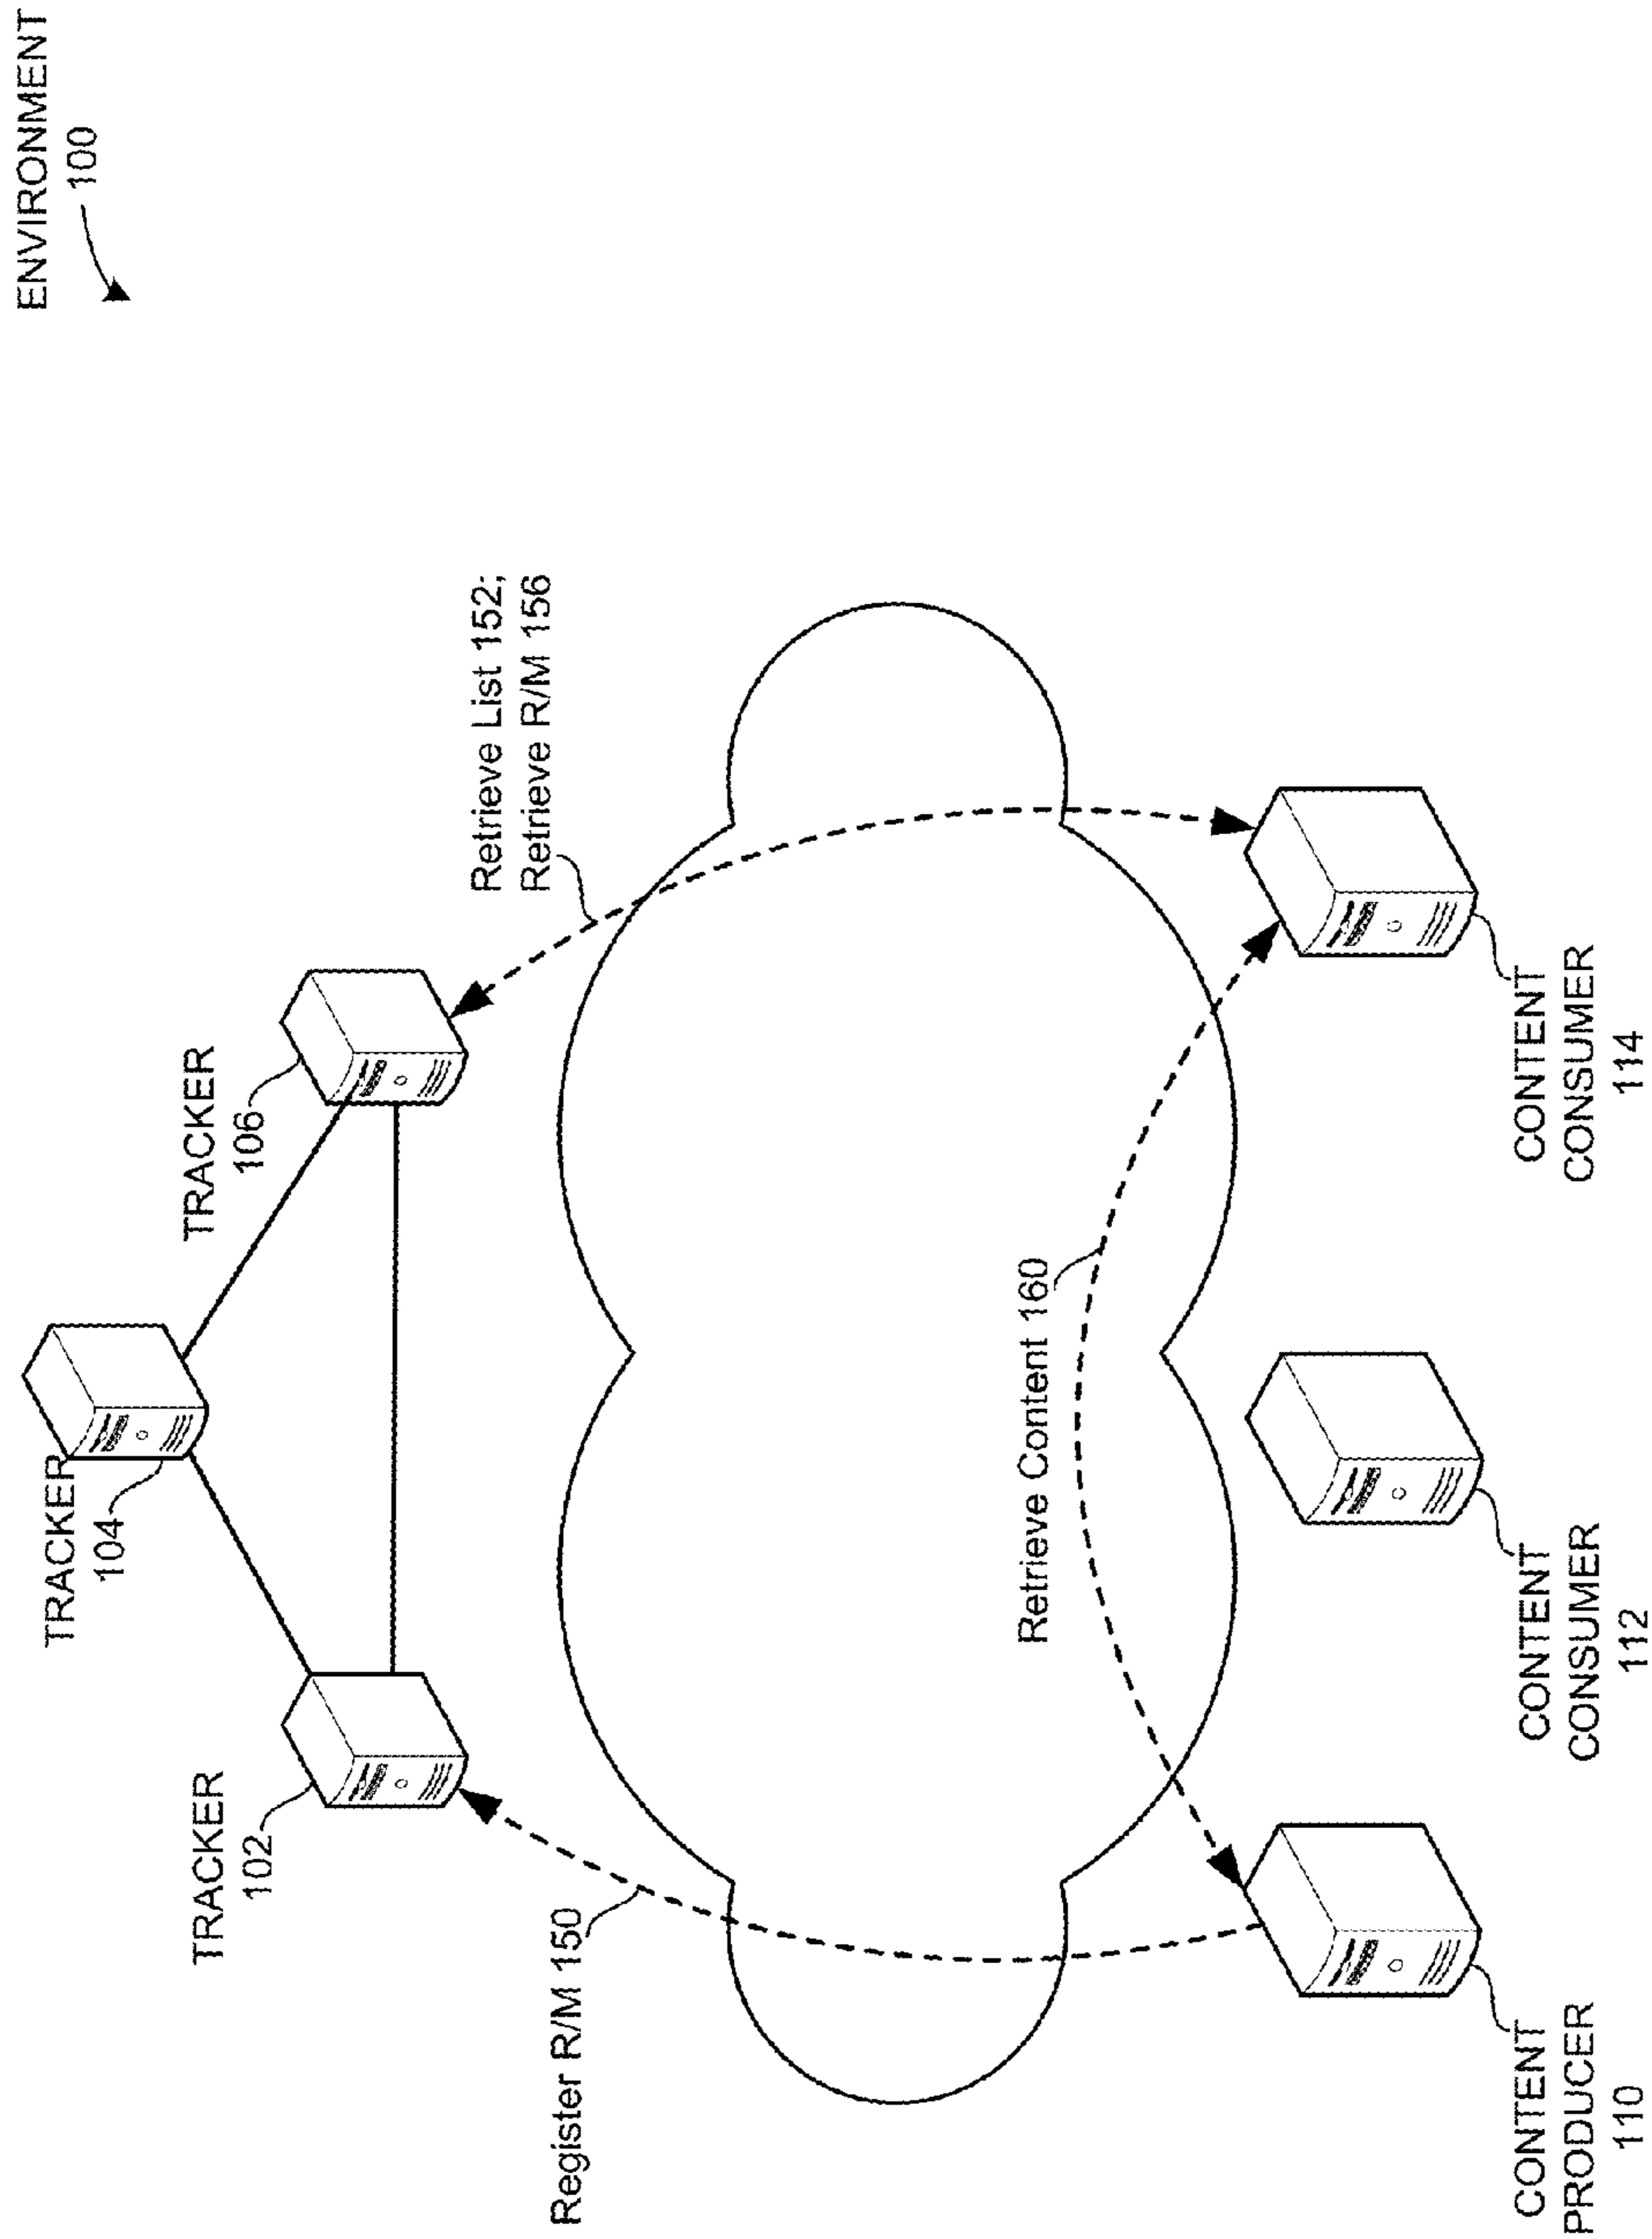 ENVIRONMENT
100
TRACKER
104
TRACKER
102
TRACKER
106
Register R/M 150
Retrieve List 152;
Retrieve R/M 156
Retrieve Content 160
CONTENT
PRODUCER
110
CONTENT
CONSUMER
112
CONTENT
CONSUMER
114